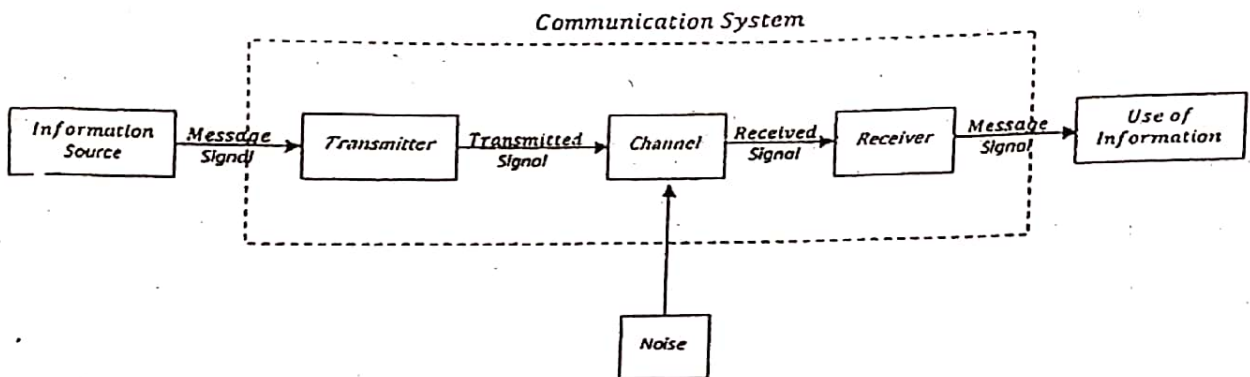 Communication System
Information
Source
Message
Signal
Transmitter
Transmitted
Signal
Channel
Received
Signal
Receiver
Message
Signal
Use of
Information
Noise